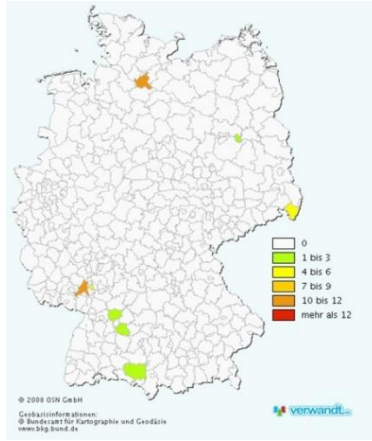 0
1 bis 3
4 bis 6
7 bis 9
10 bis 12
mehr als 12
© 2008 OSN GmbH
Geobasisinformationen:
© Bundesamt für Kartographie und Geodäsie
www.bkg.bund.de
verwandt.de